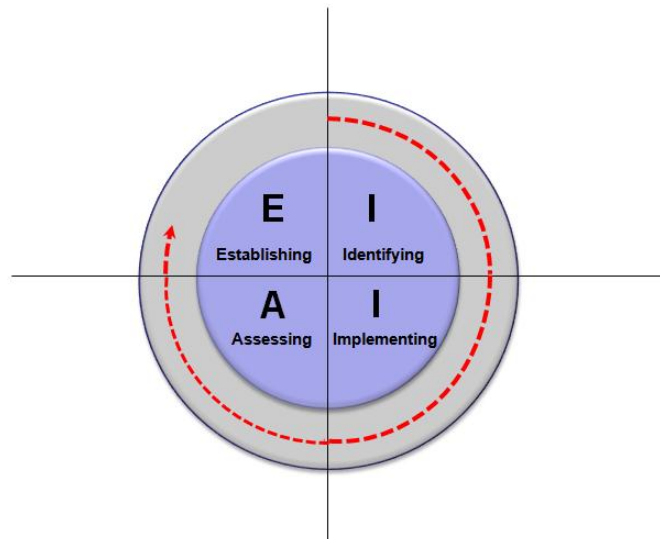 E I
Establishing Identifying
A I
Assessing Implementing